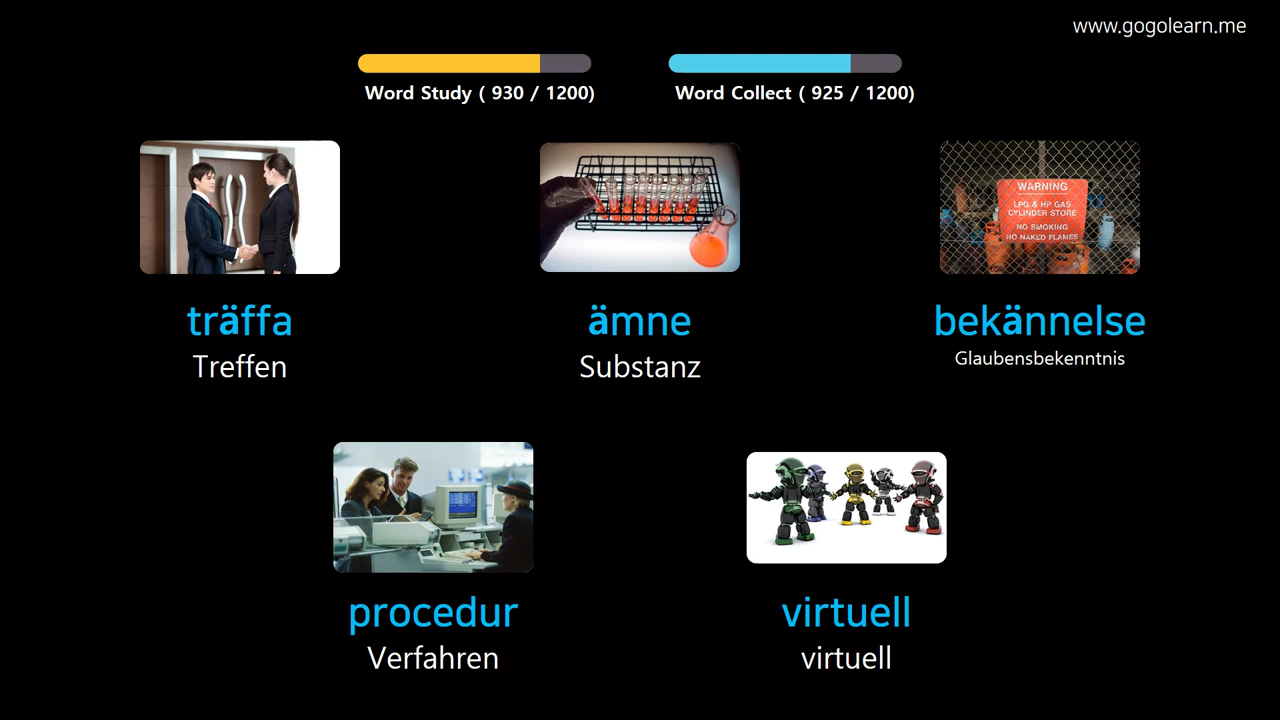 www.gogolearn.me
Word Study ( 930 / 1200)
Word Collect ( 925 / 1200)
WARNING
LPG & HP GAS
CYLINDER STORE
NO SMOKING
NO NAKED FLAMES
träffa
Treffen
ämne
Substanz
bekännelse
Glaubensbekenntnis
procedur
Verfahren
virtuell
virtuell